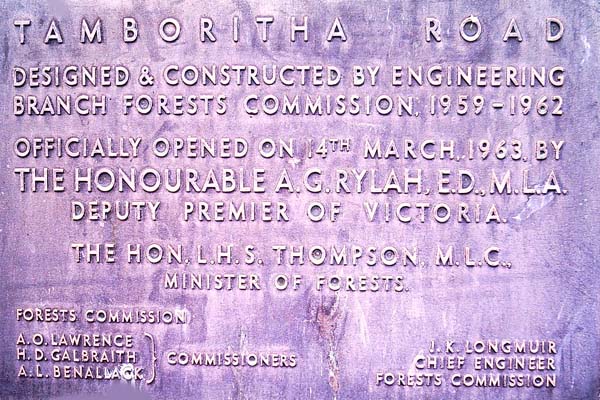 TAMBORITHA ROAD
DESIGNED & CONSTRUCTED BY ENGINEERING
BRANCH FORESTS COMMISSION, 1959-1962
OFFICIALLY OPENED ON 14TH MARCH, 1963, BY
THE HONOURABLE A.G. RYLAH, E.D., M.L.A.
DEPUTY PREMIER OF VICTORIA.
THE HON. L.H.S. THOMPSON, M.L.C.,
MINISTER OF FORESTS.
FORESTS COMMISSION
A.O. LAWRENCE
H.D. GALBRAITH
A.L. BENALLACK
COMMISSIONERS
J.K. LONGMUIR
CHIEF ENGINEER
FORESTS COMMISSION